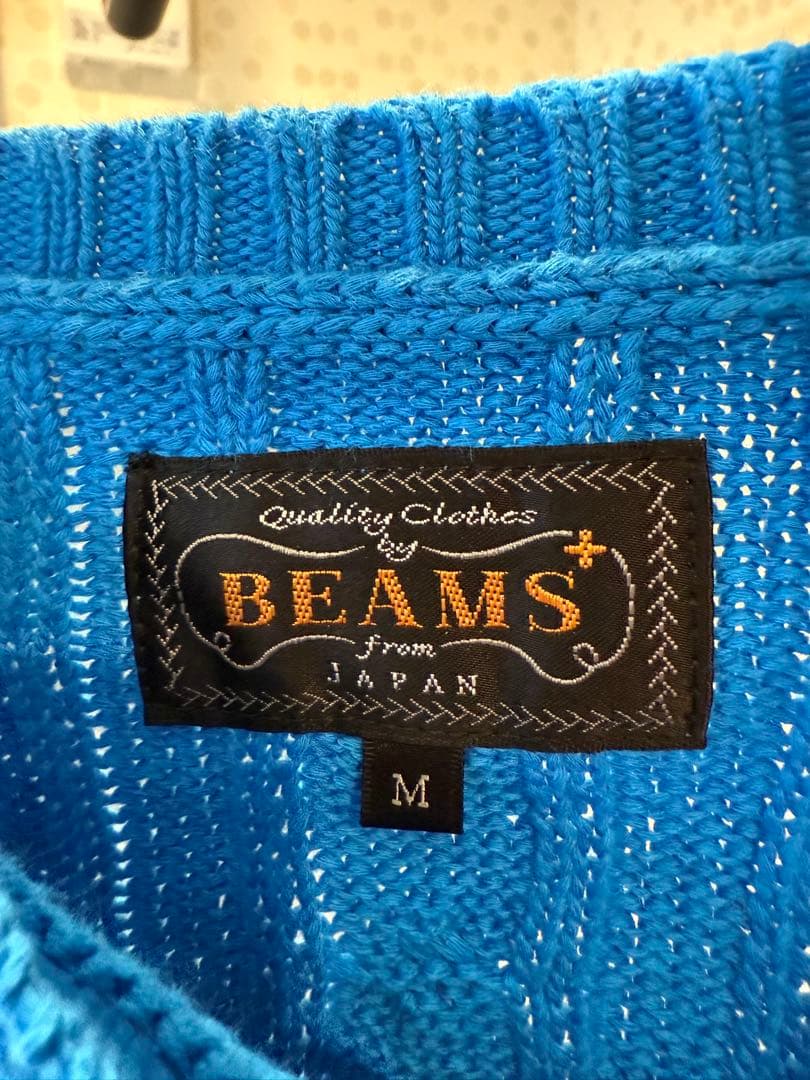 Quality Clothes
by
BEAMS+
from
JAPAN
M